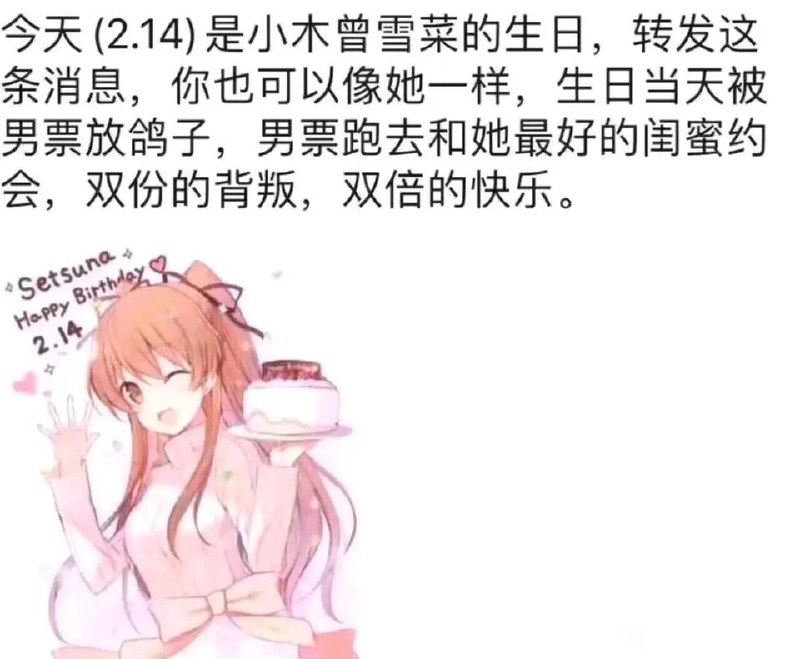 今天(2.14)是小木曾雪菜的生日，转发这
条消息，你也可以像她一样，生日当天被
男票放鸽子，男票跑去和她最好的闺蜜约
会，双份的背叛，双倍的快乐。
Setsuna
Happy Birthday
2.14